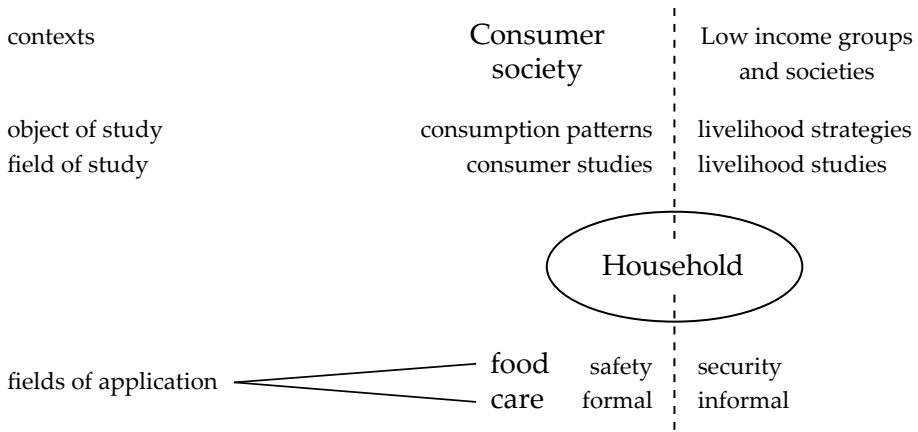 contexts Consumer Low income groups
society and societies
object of study consumption patterns livelihood strategies
field of study consumer studies livelihood studies
Household
food safety security
fields of application
care formal informal